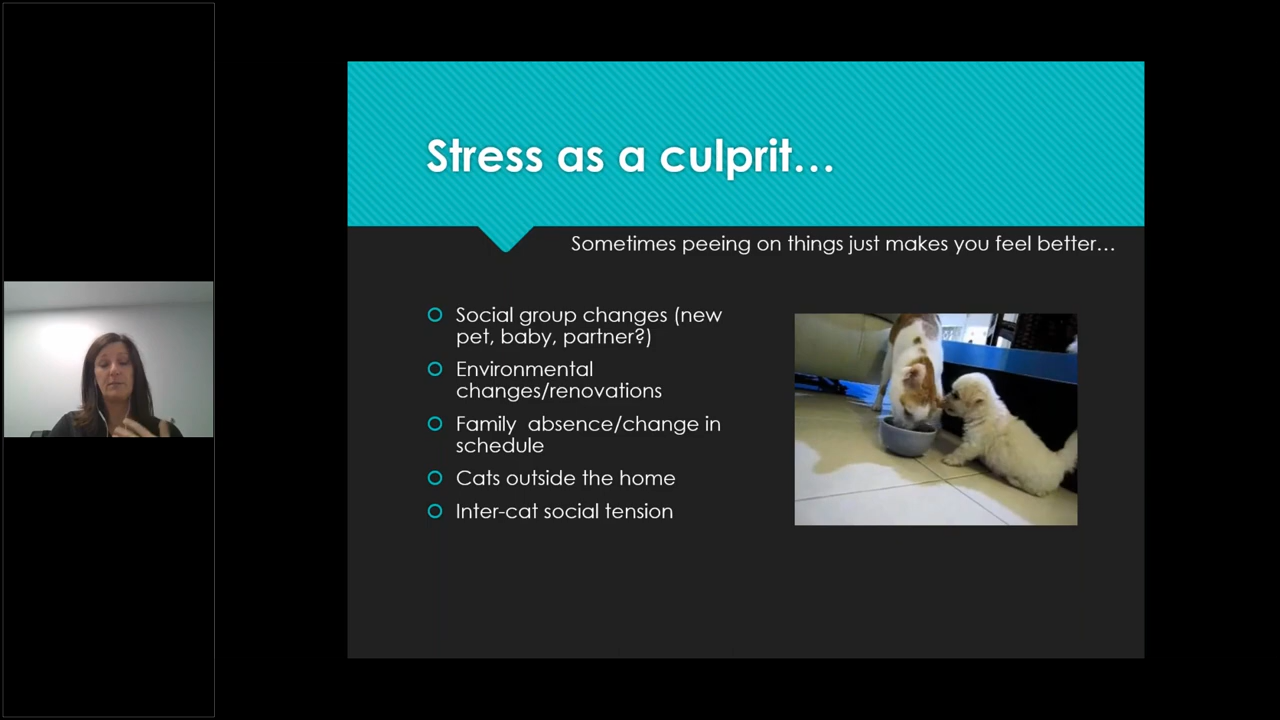 Stress as a culprit...
Sometimes peeing on things just makes you feel better...
Social group changes (new
pet, baby, partner?)
Environmental
changes/renovations
Family  absence/change in
schedule
Cats outside the home
Inter-cat social tension